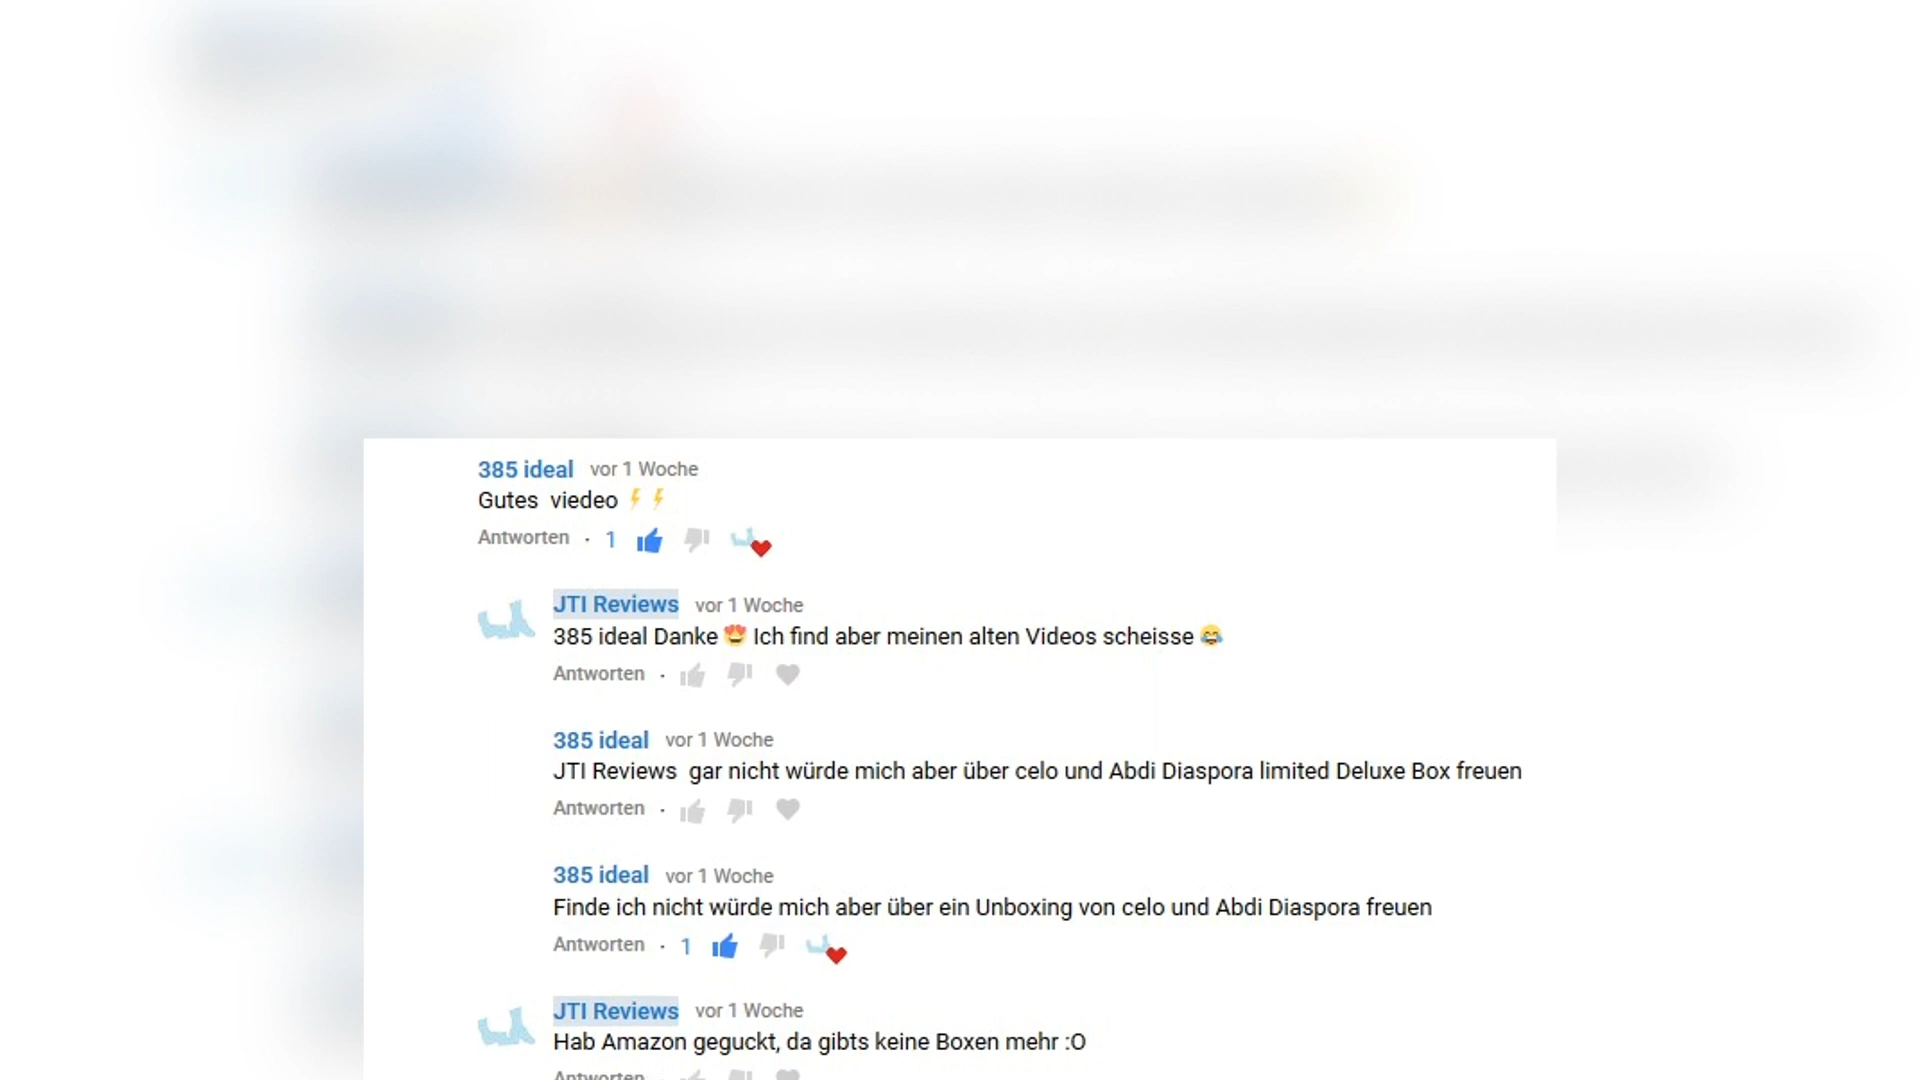 385 ideal vor 1 Woche
Gutes viedeo ⚡⚡
Antworten · 1
JTI Reviews vor 1 Woche
385 ideal Danke 😍 Ich find aber meinen alten Videos scheisse 😂
Antworten ·
385 ideal vor 1 Woche
JTI Reviews gar nicht würde mich aber über celo und Abdi Diaspora limited Deluxe Box freuen
Antworten ·
385 ideal vor 1 Woche
Finde ich nicht würde mich aber über ein Unboxing von celo und Abdi Diaspora freuen
Antworten · 1
JTI Reviews vor 1 Woche
Hab Amazon geguckt, da gibts keine Boxen mehr :O
Antworten